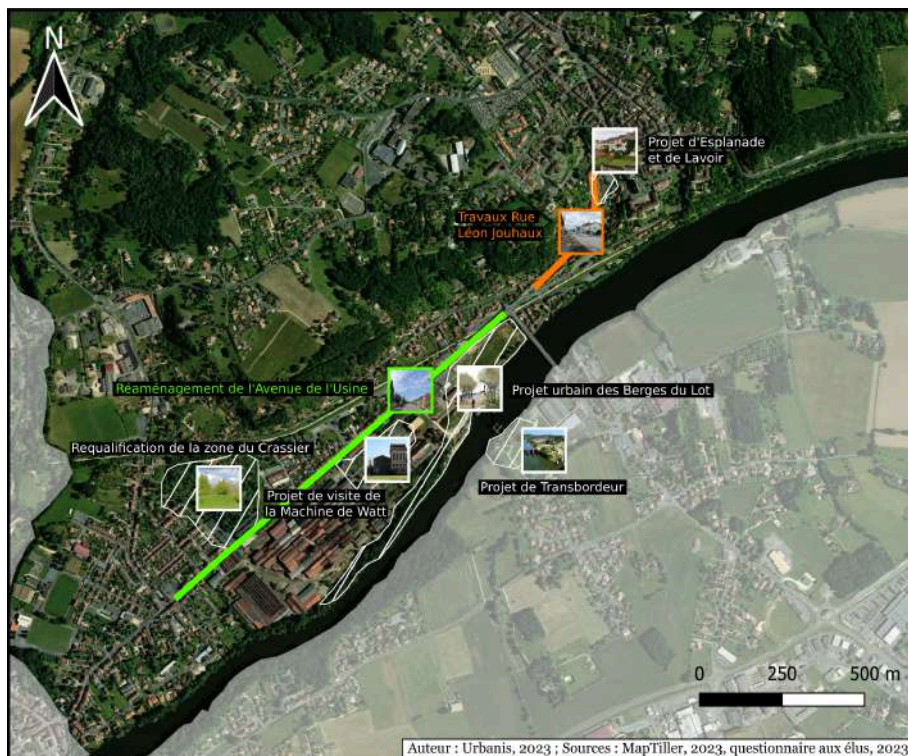 N
Projet d'Esplanade
et de Lavoir
Travaux Rue
Léon Jouhaux
Réaménagement de l'Avenue de l'Usine
Projet urbain des Berges du Lot
Requalification de la zone du Crassier
Projet de visite de
la Machine de Watt
Projet de Transbordeur
0 250 500 m
Auteur : Urbanis, 2023 ; Sources : MapTiller, 2023, questionnaire aux élus, 2023